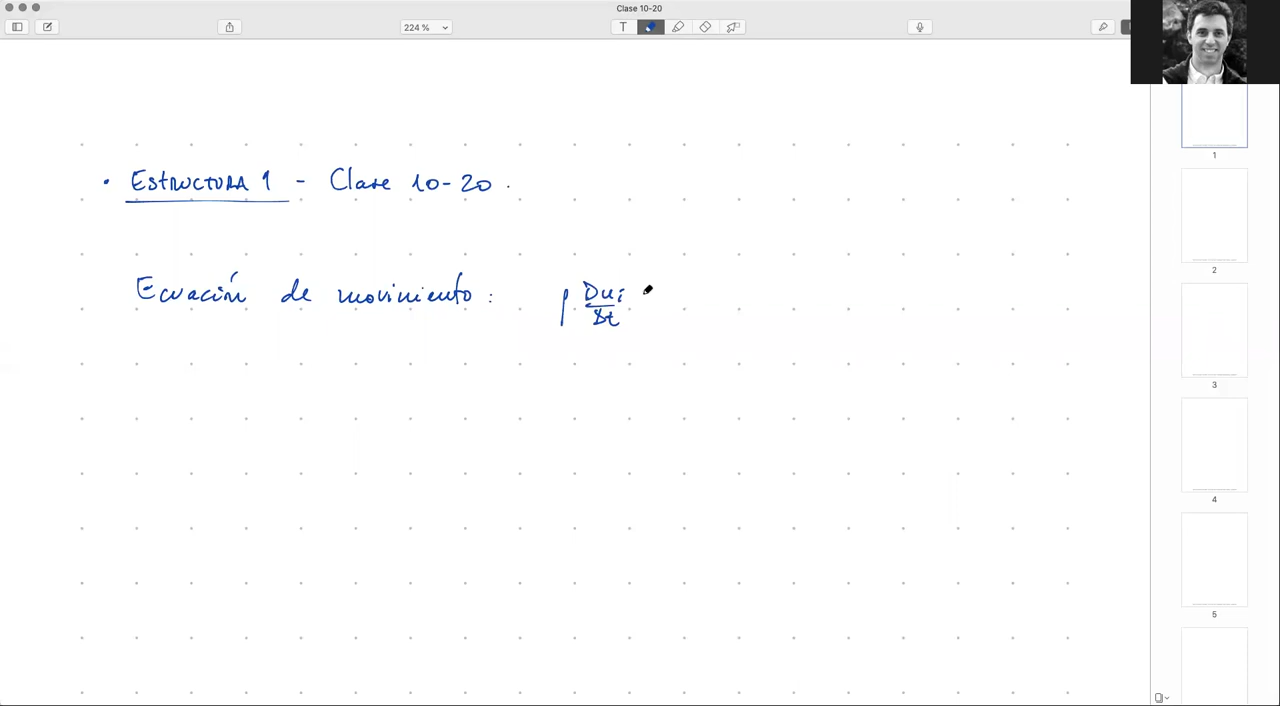 Clase 10-20
224 %
T
• ESTRUCTURA 1 - Clase 10-20.
Ecuación de movimiento: ρ Dui
Dt
1
2
3
4
5